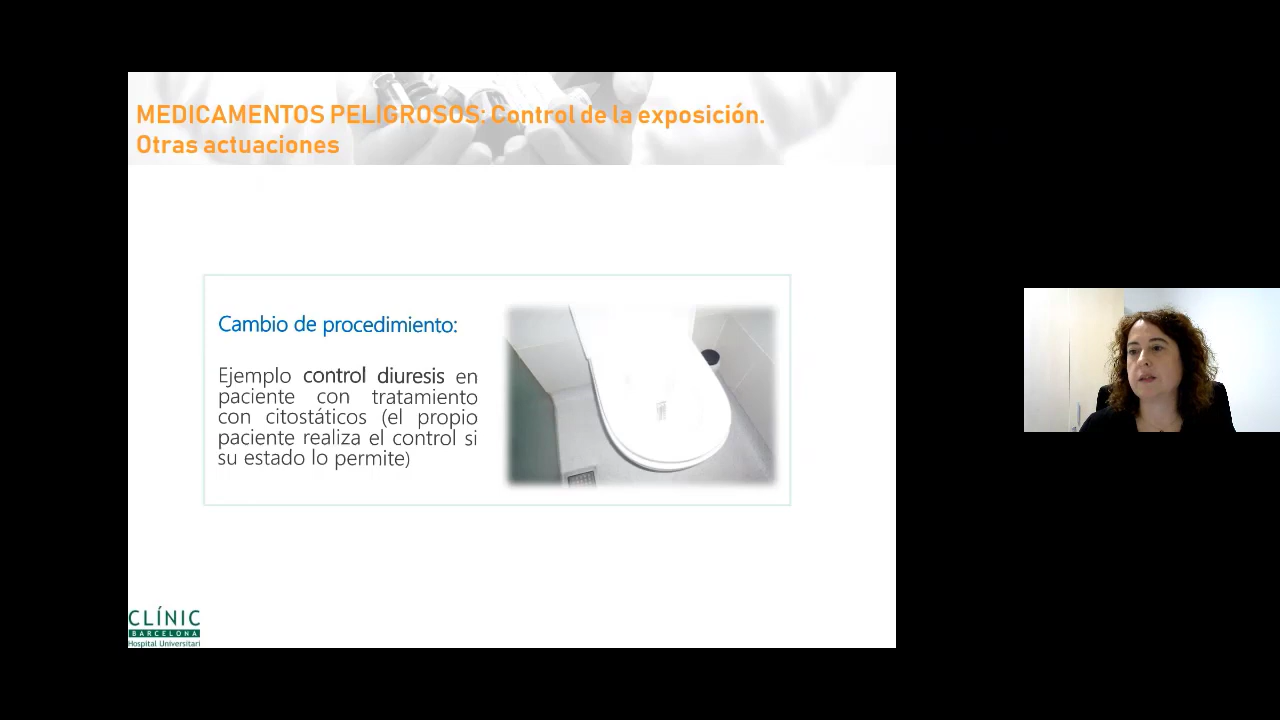 MEDICAMENTOS PELIGROSOS: Control de la exposición.
Otras actuaciones
Cambio de procedimiento:
Ejemplo control diuresis en
paciente con tratamiento
con citostáticos (el propio
paciente realiza el control si
su estado lo permite)
CLÍNIC
BARCELONA
Hospital Universitari